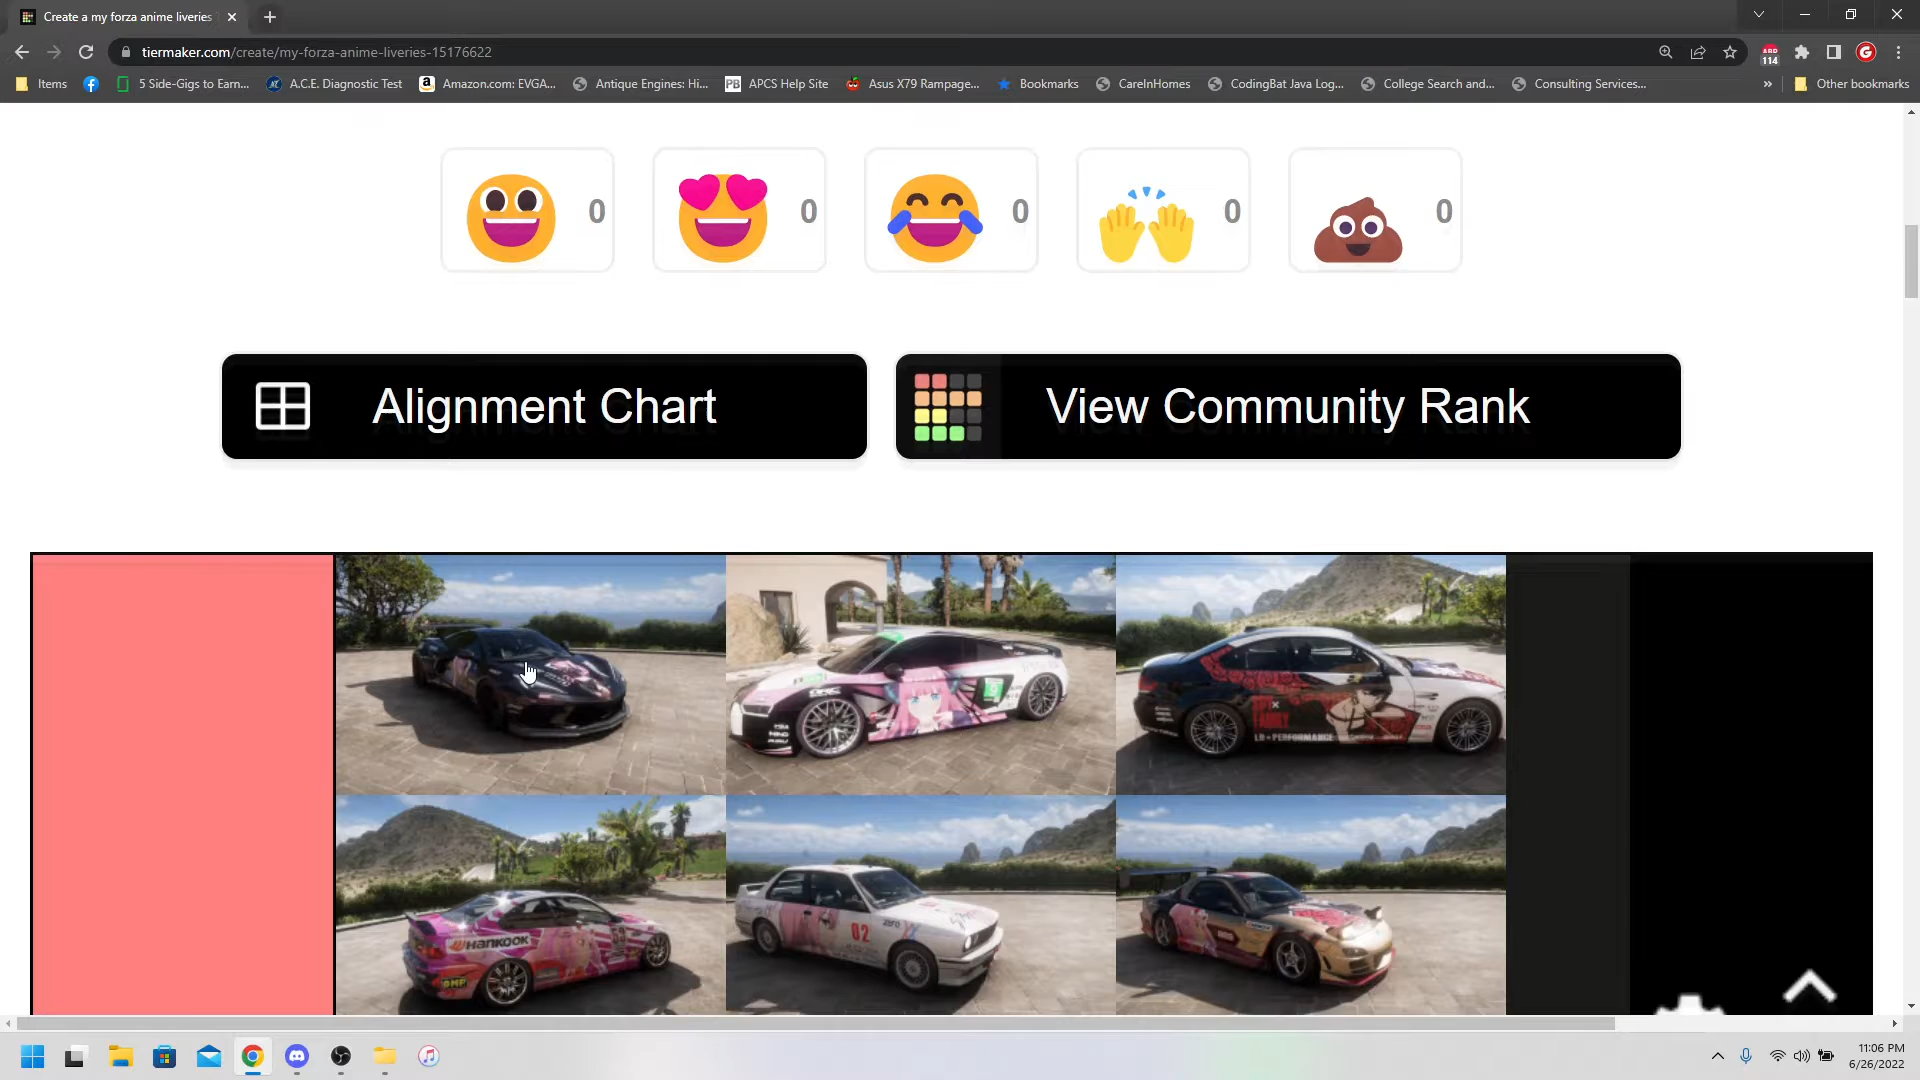 Create a my forza anime liveries
tiermaker.com/create/my-forza-anime-liveries-15176622
ABP
114
G
Items
5 Side-Gigs to Earn...
A.C.E. Diagnostic Test
Amazon.com: EVGA...
Antique Engines: Hi...
PB APCS Help Site
Asus X79 Rampage...
Bookmarks
CareInHomes
CodingBat Java Log...
College Search and...
Consulting Services...
»
Other bookmarks
0
0
0
0
0
Alignment Chart
View Community Rank
HANKOOK
02
11:06 PM
6/26/2022